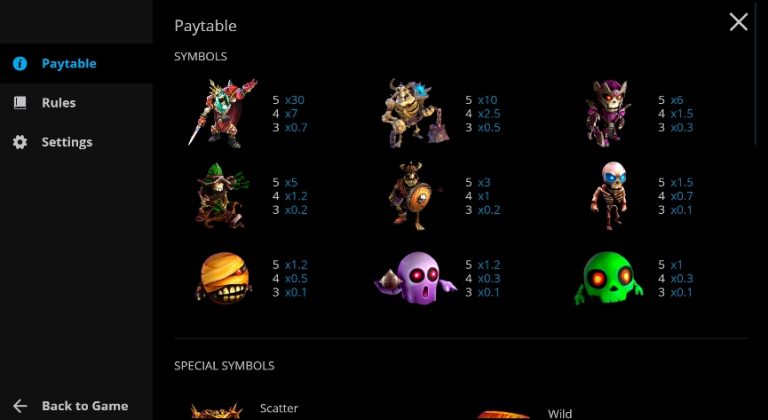 Paytable
Rules
Settings
Back to Game
Paytable
SYMBOLS
5 x30
4 x7
3 x0.7
5 x10
4 x2.5
3 x0.5
5 x6
4 x1.5
3 x0.3
5 x5
4 x1.2
3 x0.2
5 x3
4 x1
3 x0.2
5 x1.5
4 x0.7
3 x0.1
5 x1.2
4 x0.5
3 x0.1
5 x1.2
4 x0.3
3 x0.1
5 x1
4 x0.3
3 x0.1
SPECIAL SYMBOLS
Scatter
Wild